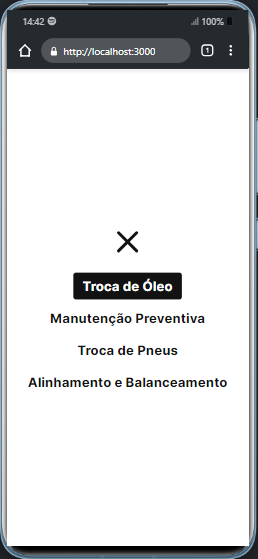 14:42
100%
http://localhost:3000
1
Troca de Óleo
Manutenção Preventiva
Troca de Pneus
Alinhamento e Balanceamento